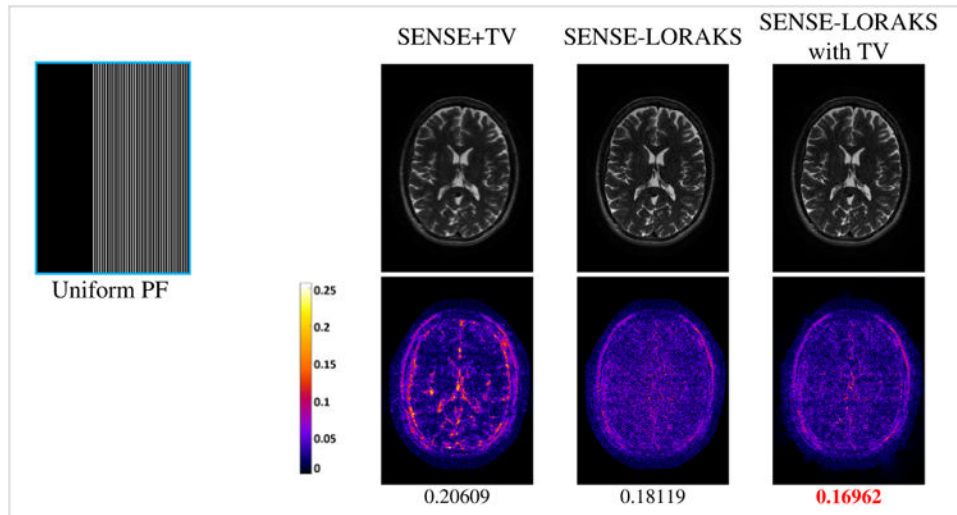 SENSE+TV
SENSE-LORAKS
SENSE-LORAKS
with TV
Uniform PF
0.25
0.2
0.15
0.1
0.05
0
0.20609
0.18119
0.16962